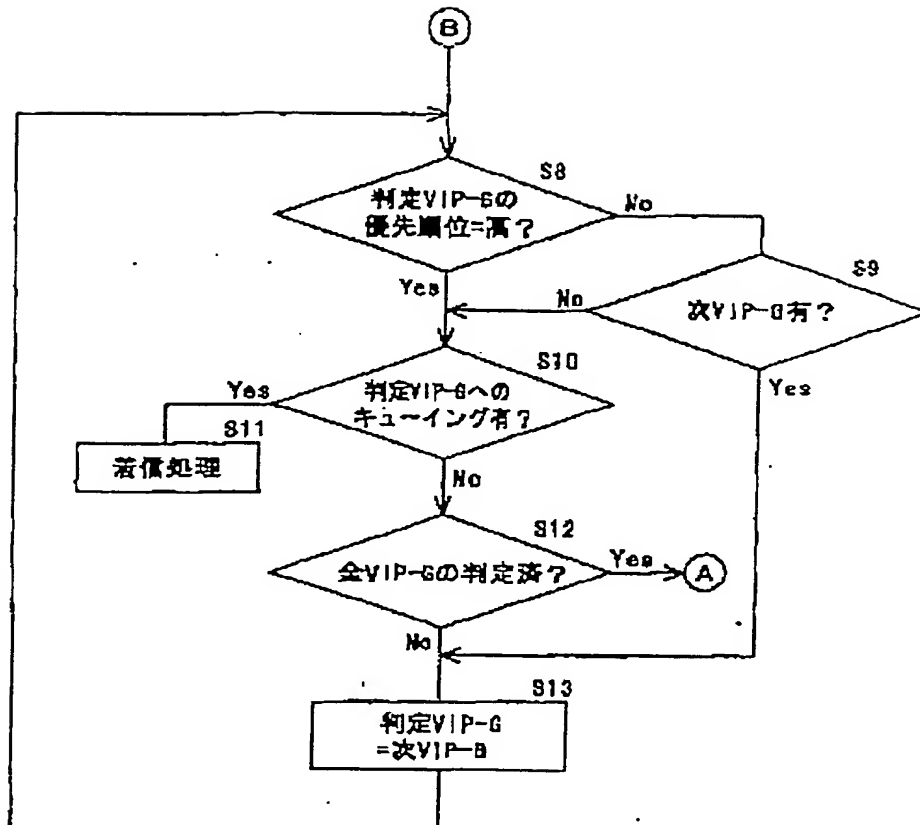 B
S8
判定VIP-Gの
優先順位=高?
No
Yes
S9
次VIP-G有?
No
Yes
S10
判定VIP-Gへの
キューイング有?
Yes
S11
着信処理
No
S12
全VIP-Gの判定済?
Yes
A
No
S13
判定VIP-G
=次VIP-G